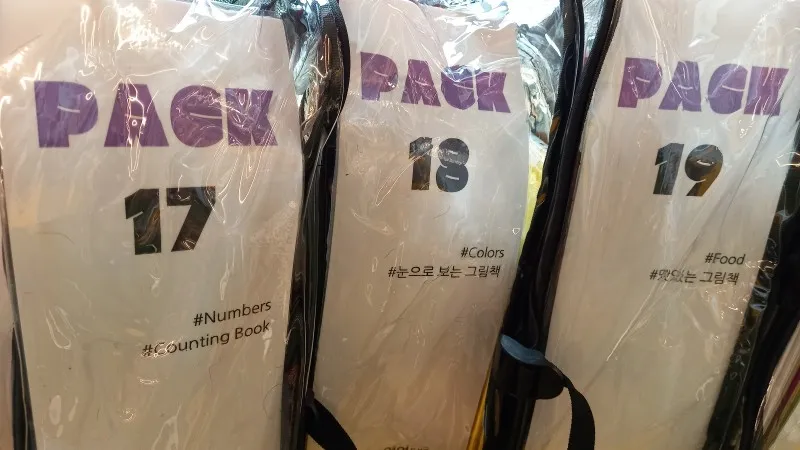 PACK
17
#Numbers
#Counting Book
PACK
18
#Colors
#눈으로 보는 그림책
PACK
19
#Food
#맛있는 그림책